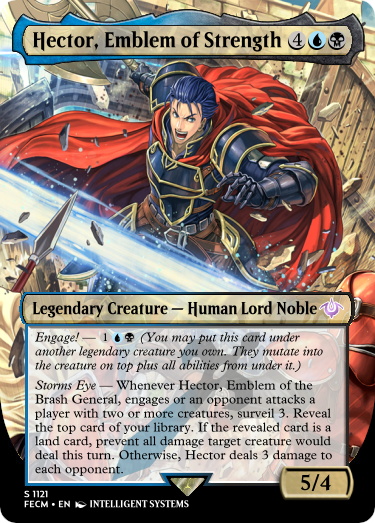 Hector, Emblem of Strength 4
Legendary Creature — Human Lord Noble
Engage! — 1 (You may put this card under
another legendary creature you own. They mutate into
the creature on top plus all abilities from under it.)
Storms Eye — Whenever Hector, Emblem of the
Brash General, engages or an opponent attacks a
player with two or more creatures, surveil 3. Reveal
the top card of your library. If the revealed card is a
land card, prevent all damage target creature would
deal this turn. Otherwise, Hector deals 3 damage to
each opponent.
5/4
S 1121
FECM • EN INTELLIGENT SYSTEMS